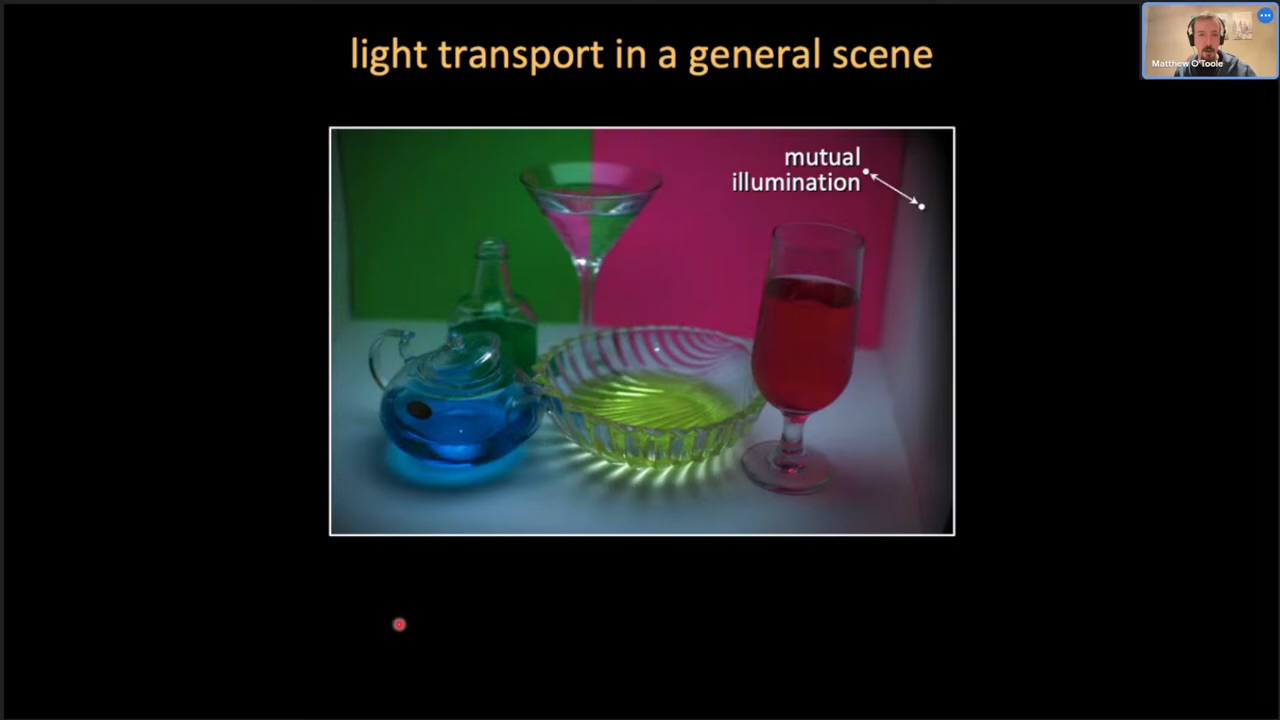 light transport in a general scene
Matthew O'Toole
mutual
illumination